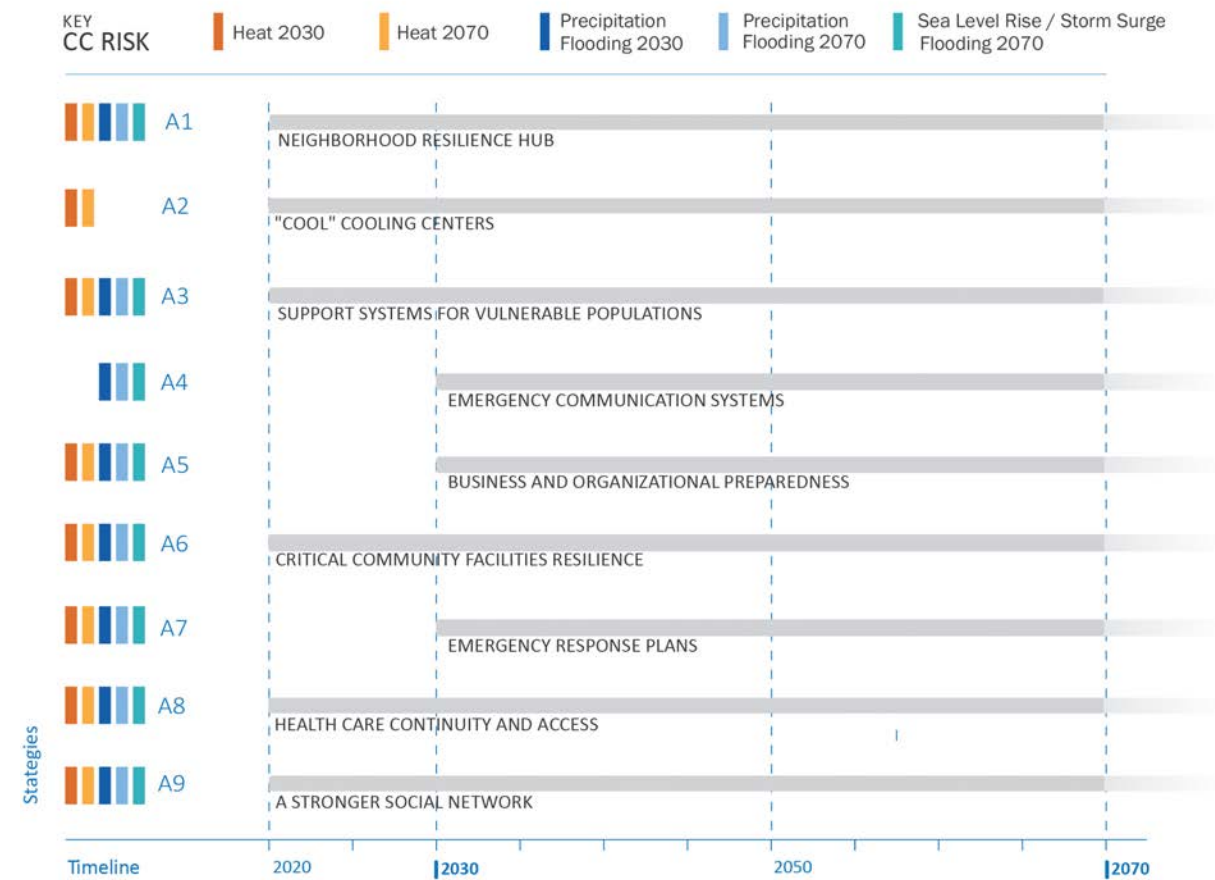 KEY
CC RISK
Heat 2030
Heat 2070
Precipitation
Flooding 2030
Precipitation
Flooding 2070
Sea Level Rise / Storm Surge
Flooding 2070
A1
NEIGHBORHOOD RESILIENCE HUB
A2
"COOL" COOLING CENTERS
A3
SUPPORT SYSTEMS FOR VULNERABLE POPULATIONS
A4
EMERGENCY COMMUNICATION SYSTEMS
A5
BUSINESS AND ORGANIZATIONAL PREPAREDNESS
A6
CRITICAL COMMUNITY FACILITIES RESILIENCE
A7
EMERGENCY RESPONSE PLANS
A8
HEALTH CARE CONTINUITY AND ACCESS
A9
A STRONGER SOCIAL NETWORK
Stategies
Timeline
2020
2030
2050
2070